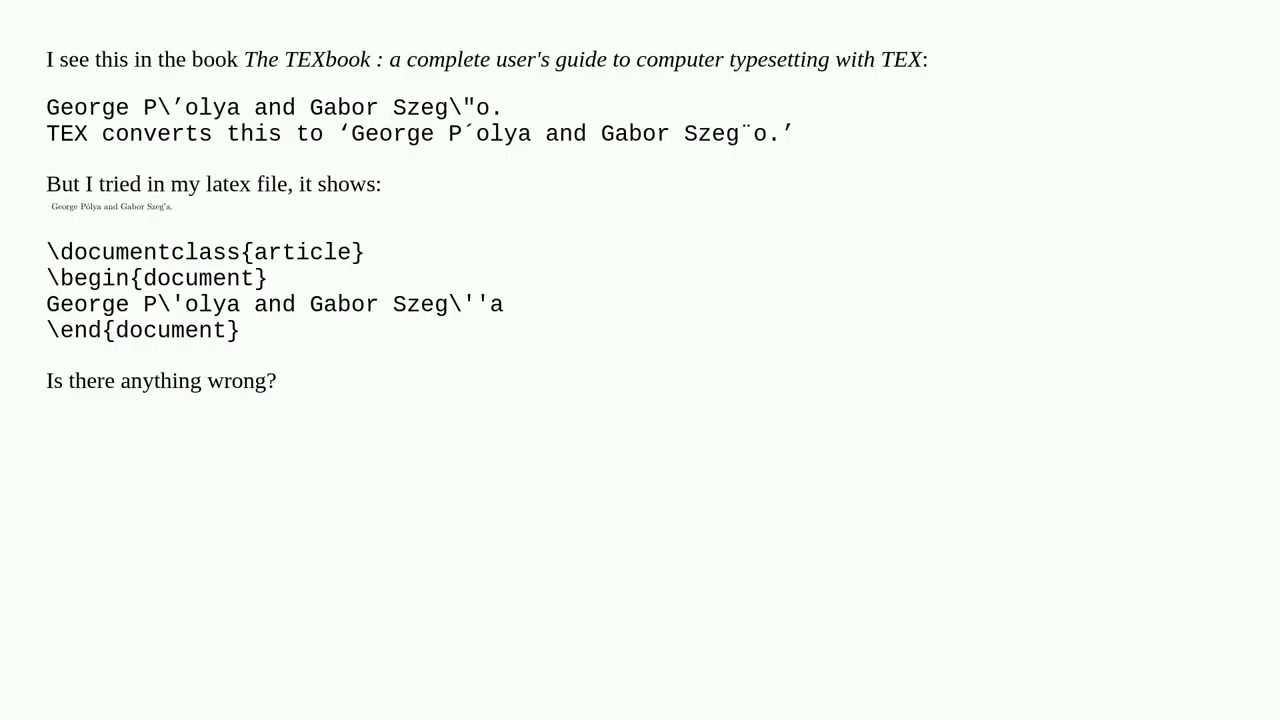 I see this in the book The TEXbook : a complete user's guide to computer typesetting with TEX:
George P\’olya and Gabor Szeg\"o.
TEX converts this to ‘George P´olya and Gabor Szeg¨o.’
But I tried in my latex file, it shows:
George Pólya and Gabor Szeg'́a.
\documentclass{article}
\begin{document}
George P\'olya and Gabor Szeg\''a
\end{document}
Is there anything wrong?